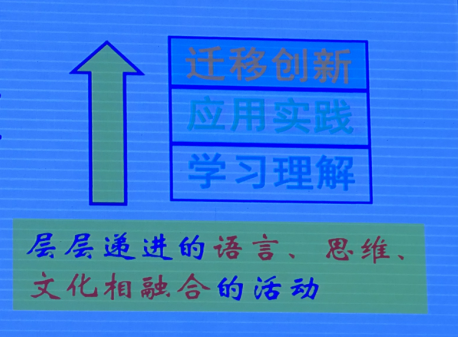 迁移创新
应用实践
学习理解
层层递进的语言、思维、
文化相融合的活动